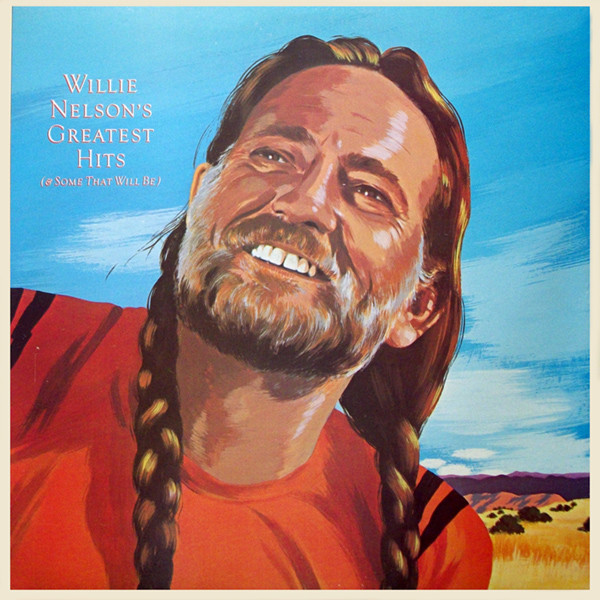 WILLIE
NELSON'S
GREATEST
HITS
(& SOME THAT WILL BE)